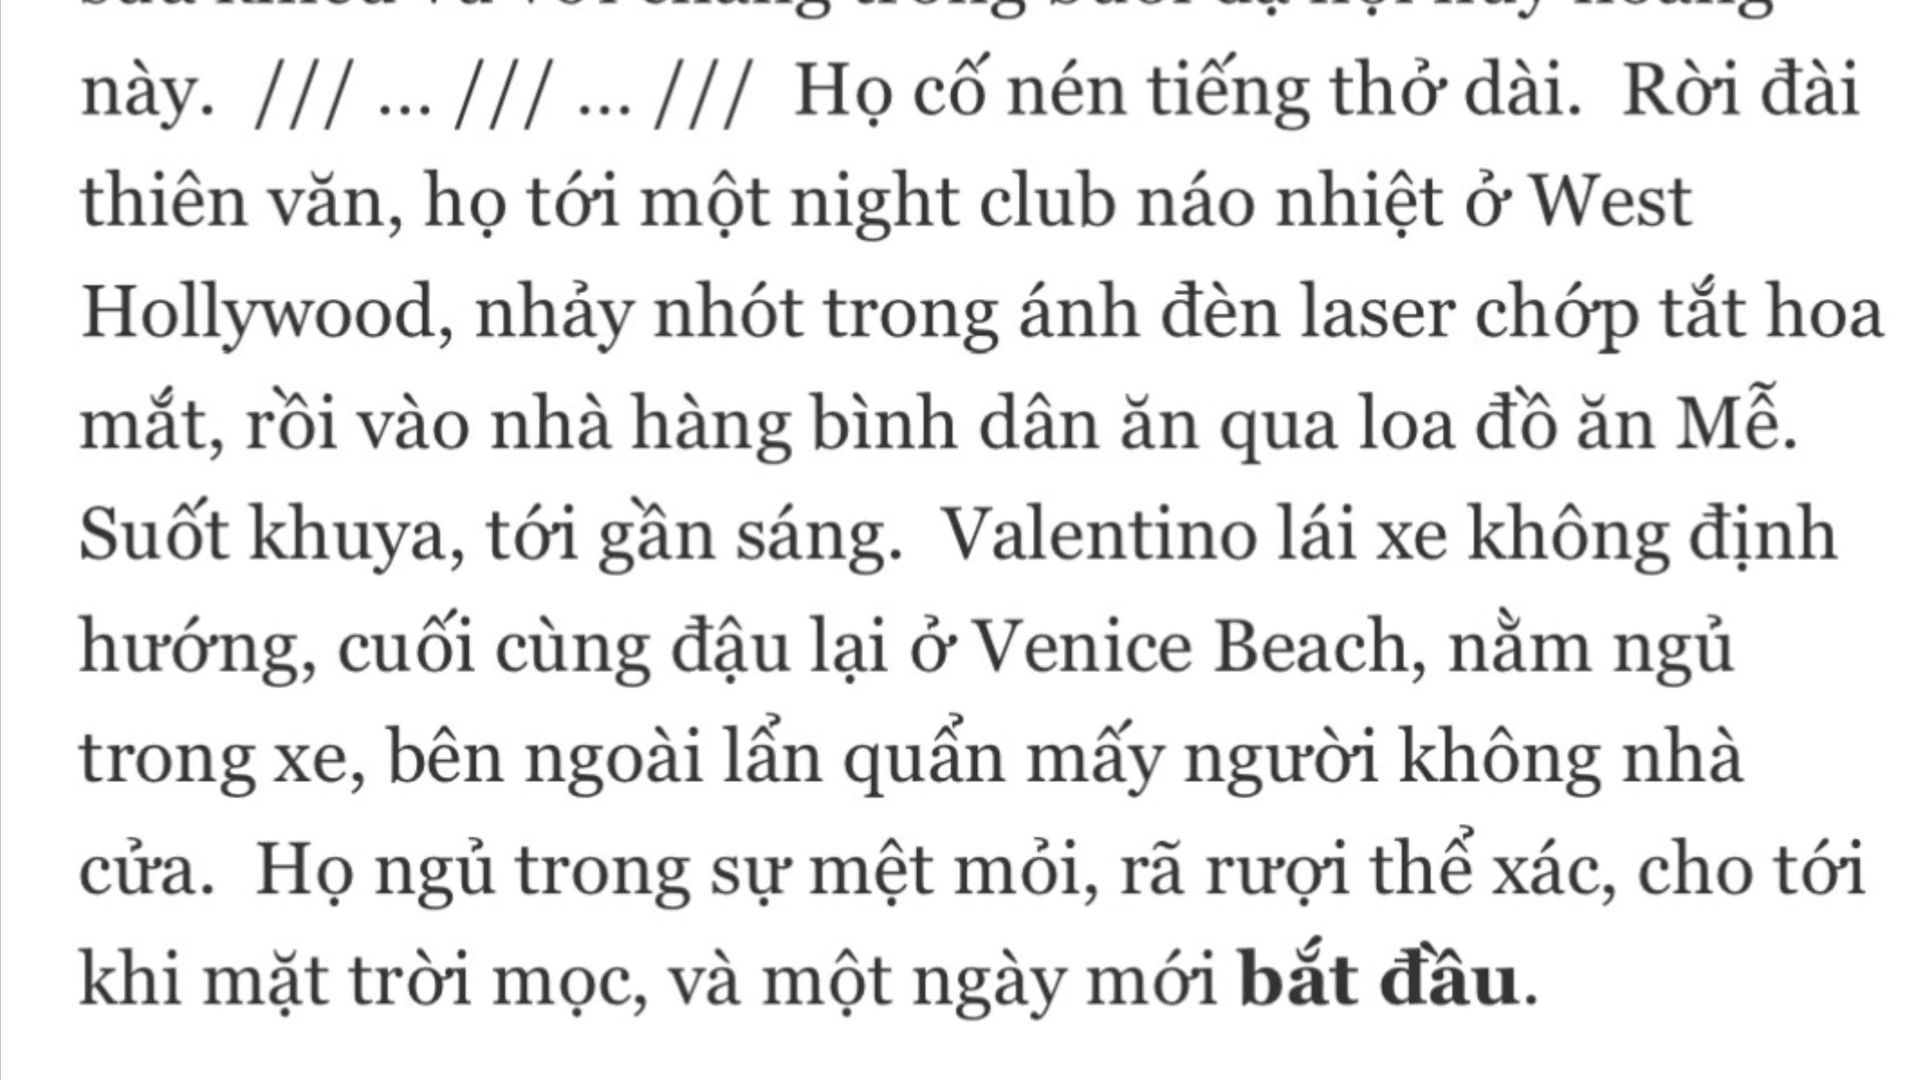 này.  /// ... /// ... ///  Họ cố nén tiếng thở dài.  Rời đài
thiên văn, họ tới một night club náo nhiệt ở West
Hollywood, nhảy nhót trong ánh đèn laser chớp tắt hoa
mắt, rồi vào nhà hàng bình dân ăn qua loa đồ ăn Mễ.
Suốt khuya, tới gần sáng.  Valentino lái xe không định
hướng, cuối cùng đậu lại ở Venice Beach, nằm ngủ
trong xe, bên ngoài lẩn quẩn mấy người không nhà
cửa.  Họ ngủ trong sự mệt mỏi, rã rượi thể xác, cho tới
khi mặt trời mọc, và một ngày mới bắt đầu.